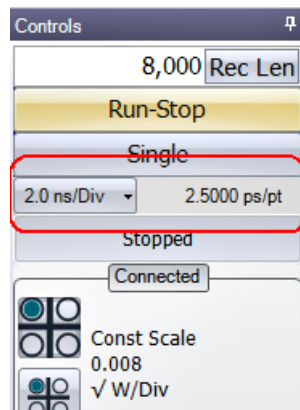 Controls
8,000 Rec Len
Run-Stop
Single
2.0 ns/Div 2.5000 ps/pt
Stopped
Connected
Const Scale
0.008
√ W/Div